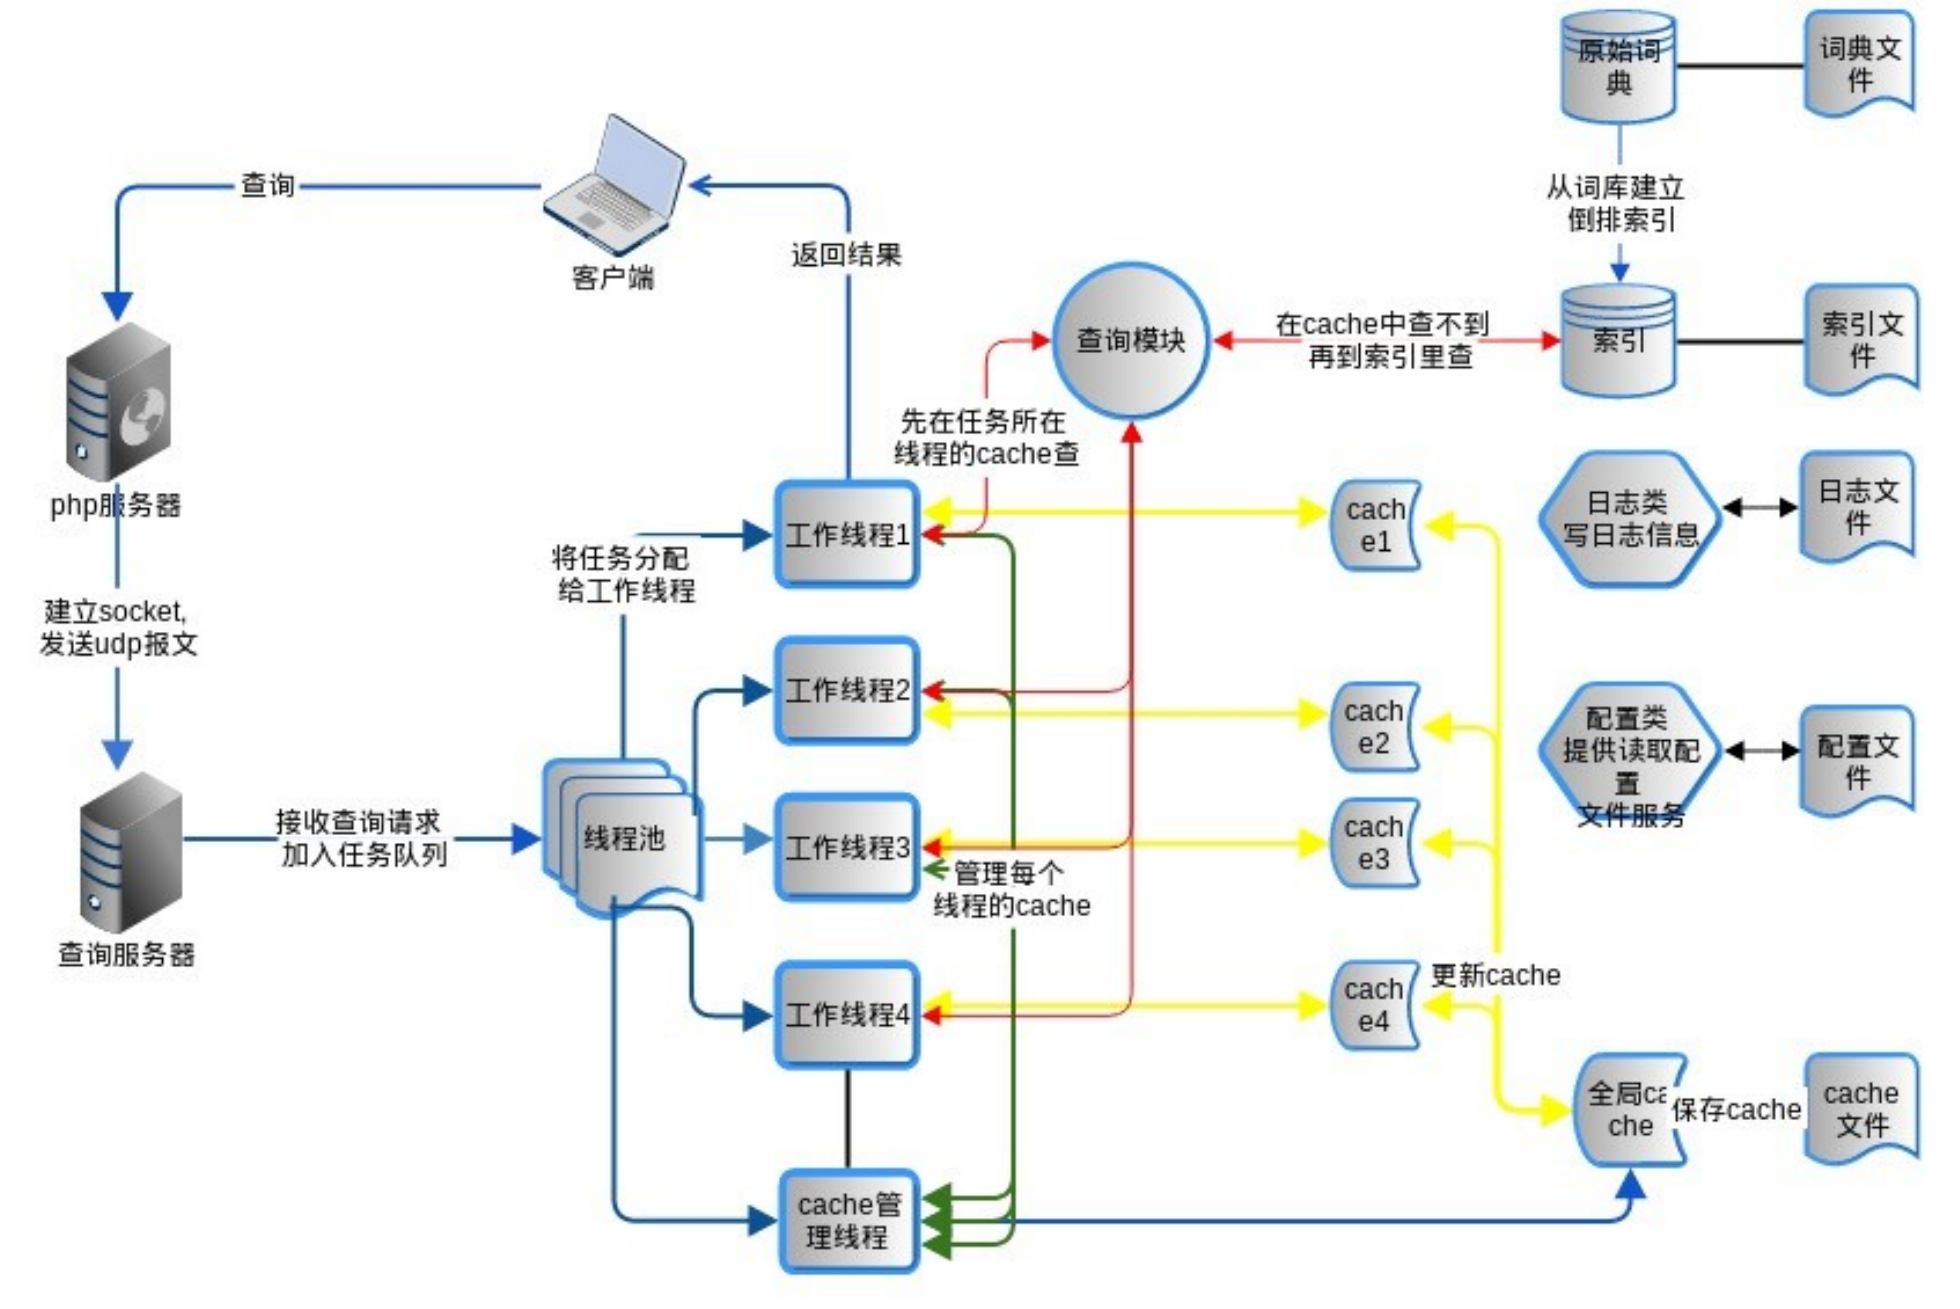 原始词
典
词典文
件
从词库建立
倒排索引
查询
客户端
返回结果
查询模块
在cache中查不到
再到索引里查
索引
索引文
件
先在任务所在
线程的cache查
php服务器
建立socket,
发送udp报文
将任务分配
给工作线程
工作线程1
cach
e1
日志类
写日志信息
日志文
件
工作线程2
cach
e2
配置类
提供读取配
置
文件服务
配置文
件
接收查询请求
加入任务队列
线程池
工作线程3
cach
e3
管理每个
线程的cache
查询服务器
工作线程4
cach
e4
更新cache
全局ca
che
保存cache
cache
文件
cache管
理线程